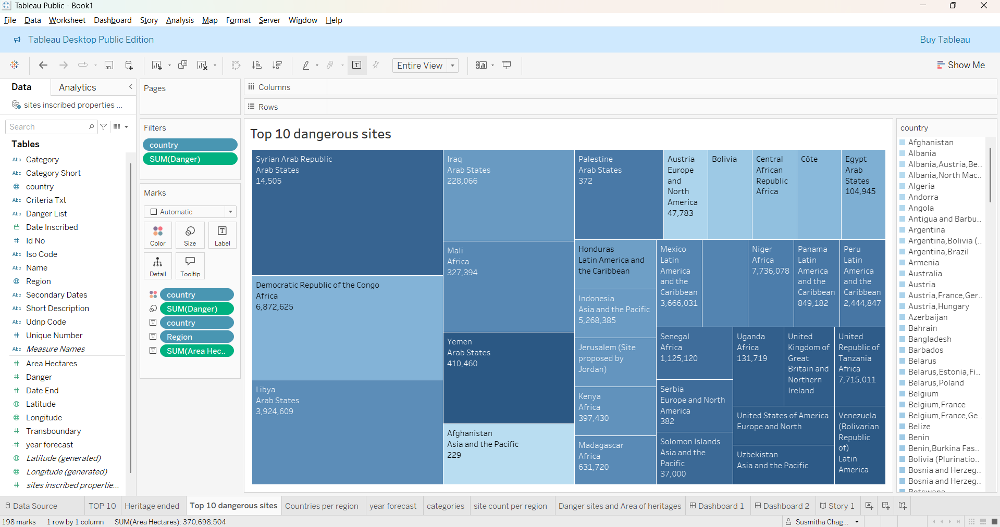 Tableau Public - Book1
File Data Worksheet Dashboard Story Analysis Map Format Server Window Help
Tableau Desktop Public Edition
Buy Tableau
Entire View
Show Me
Data
Analytics
sites inscribed properties ...
Search
Tables
Abc Category
Abc Category Short
country
Abc Criteria Txt
Abc Danger List
Date Inscribed
# Id No
Abc Iso Code
Abc Name
Region
Abc Secondary Dates
Abc Short Description
Abc Udnp Code
# Unique Number
Abc Measure Names
# Area Hectares
# Danger
# Date End
Latitude
Longitude
# Transboundary
=# year forecast
Latitude (generated)
Longitude (generated)
# sites inscribed propertie...
Pages
Filters
country
SUM(Danger)
Marks
Automatic
Color
Size
Label
Detail
Tooltip
country
SUM(Danger)
country
Region
SUM(Area Hec..
Columns
Rows
Top 10 dangerous sites
Syrian Arab Republic
Arab States
14,505
Democratic Republic of the Congo
Africa
6,872,625
Libya
Arab States
3,924,609
Iraq
Arab States
228,066
Mali
Africa
327,394
Yemen
Arab States
410,460
Afghanistan
Asia and the Pacific
229
Palestine
Arab States
372
Austria
Europe
and
North
America
47,783
Bolivia
Central
African
Republic
Africa
Côte
Egypt
Arab
States
104,945
Honduras
Latin America and
the Caribbean
Indonesia
Asia and the Pacific
5,268,385
Jerusalem (Site
proposed by
Jordan)
Kenya
Africa
397,430
Madagascar
Africa
631,720
Mexico
Latin
America
and the
Caribbean
3,666,031
Niger
Africa
7,736,078
Panama
Latin
America
and the
Caribbean
849,182
Peru
Latin
America
and the
Caribbean
2,444,847
Senegal
Africa
1,125,120
Serbia
Europe and North
America
382
Solomon Islands
Asia and the
Pacific
37,000
Uganda
Africa
131,719
United
Kingdom of
Great
Britain and
Northern
Ireland
United
Republic of
Tanzania
Africa
7,715,011
United States of America
Europe and North
Uzbekistan
Asia and the Pacific
Venezuela
(Bolivarian
Republic
of)
Latin
America
country
Afghanistan
Albania
Albania,Austria,Be..
Albania,North Mac..
Algeria
Andorra
Angola
Antigua and Barbu..
Argentina
Argentina,Bolivia (..
Argentina,Brazil
Armenia
Australia
Austria
Austria,France,Ger..
Austria,Hungary
Azerbaijan
Bahrain
Bangladesh
Barbados
Belarus
Belarus,Estonia,Fi..
Belarus,Poland
Belgium
Belgium,France
Belgium,France,Ge..
Belize
Benin
Benin,Burkina Fas..
Bolivia (Plurinatio..
Bosnia and Herzeg..
Bosnia and Herzeg..
Botswana
Data Source
TOP 10
Heritage ended
Top 10 dangerous sites
Countries per region
year forecast
categories
site count per region
Danger sites and Area of heritages
Dashboard 1
Dashboard 2
Story 1
198 marks 1 row by 1 column SUM(Area Hectares): 370,698,504
Susmitha Chag...